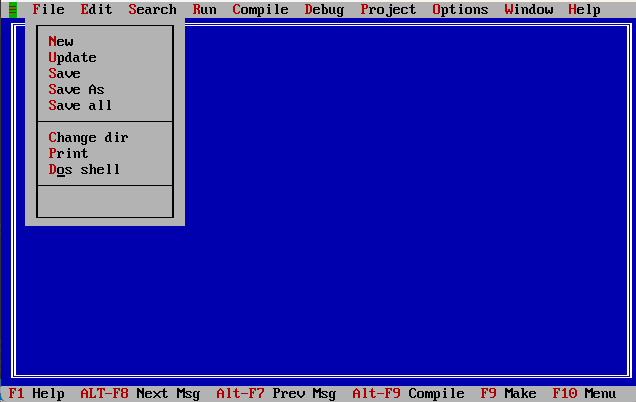 ≡ File Edit Search Run Compile Debug Project Options Window Help
New
Update
Save
Save As
Save all
Change dir
Print
Dos shell
F1 Help ALT-F8 Next Msg Alt-F7 Prev Msg Alt-F9 Compile F9 Make F10 Menu